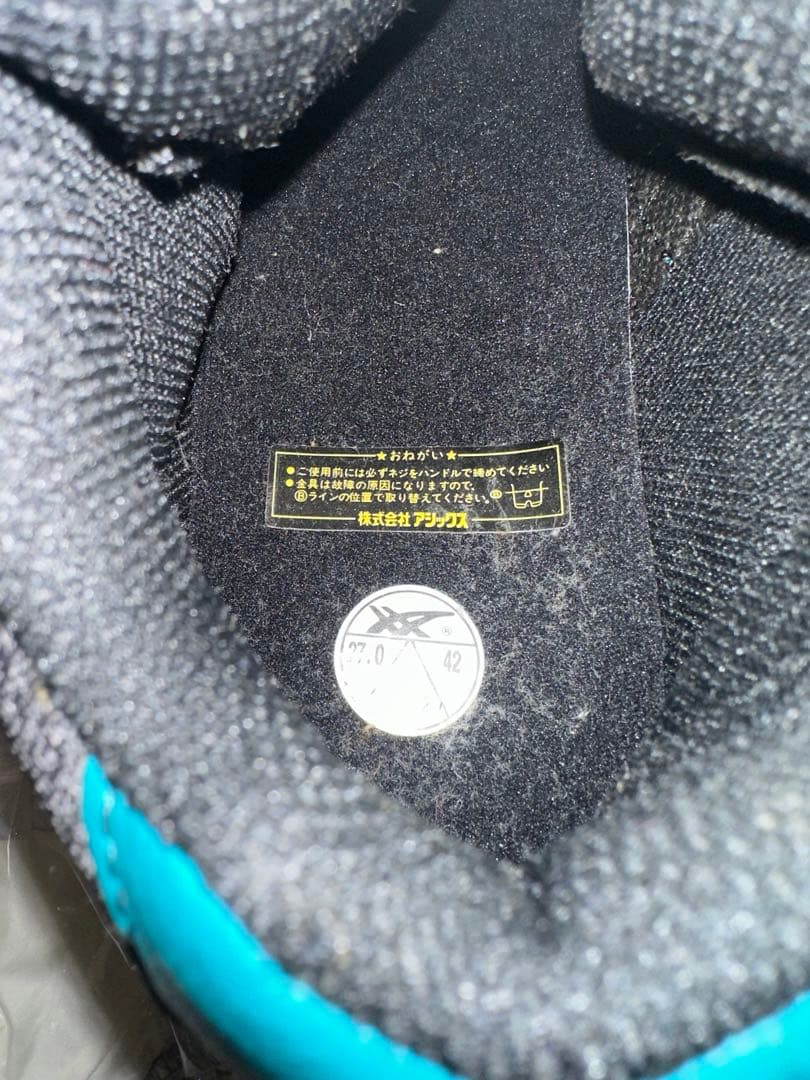 ★おねがい★
●ご使用前には必ずネジをハンドルで締めてください
●金具は故障の原因になりますので、
Ⓑラインの位置で取り替えてください。Ⓑ
株式会社アシックス
®
27.0 42